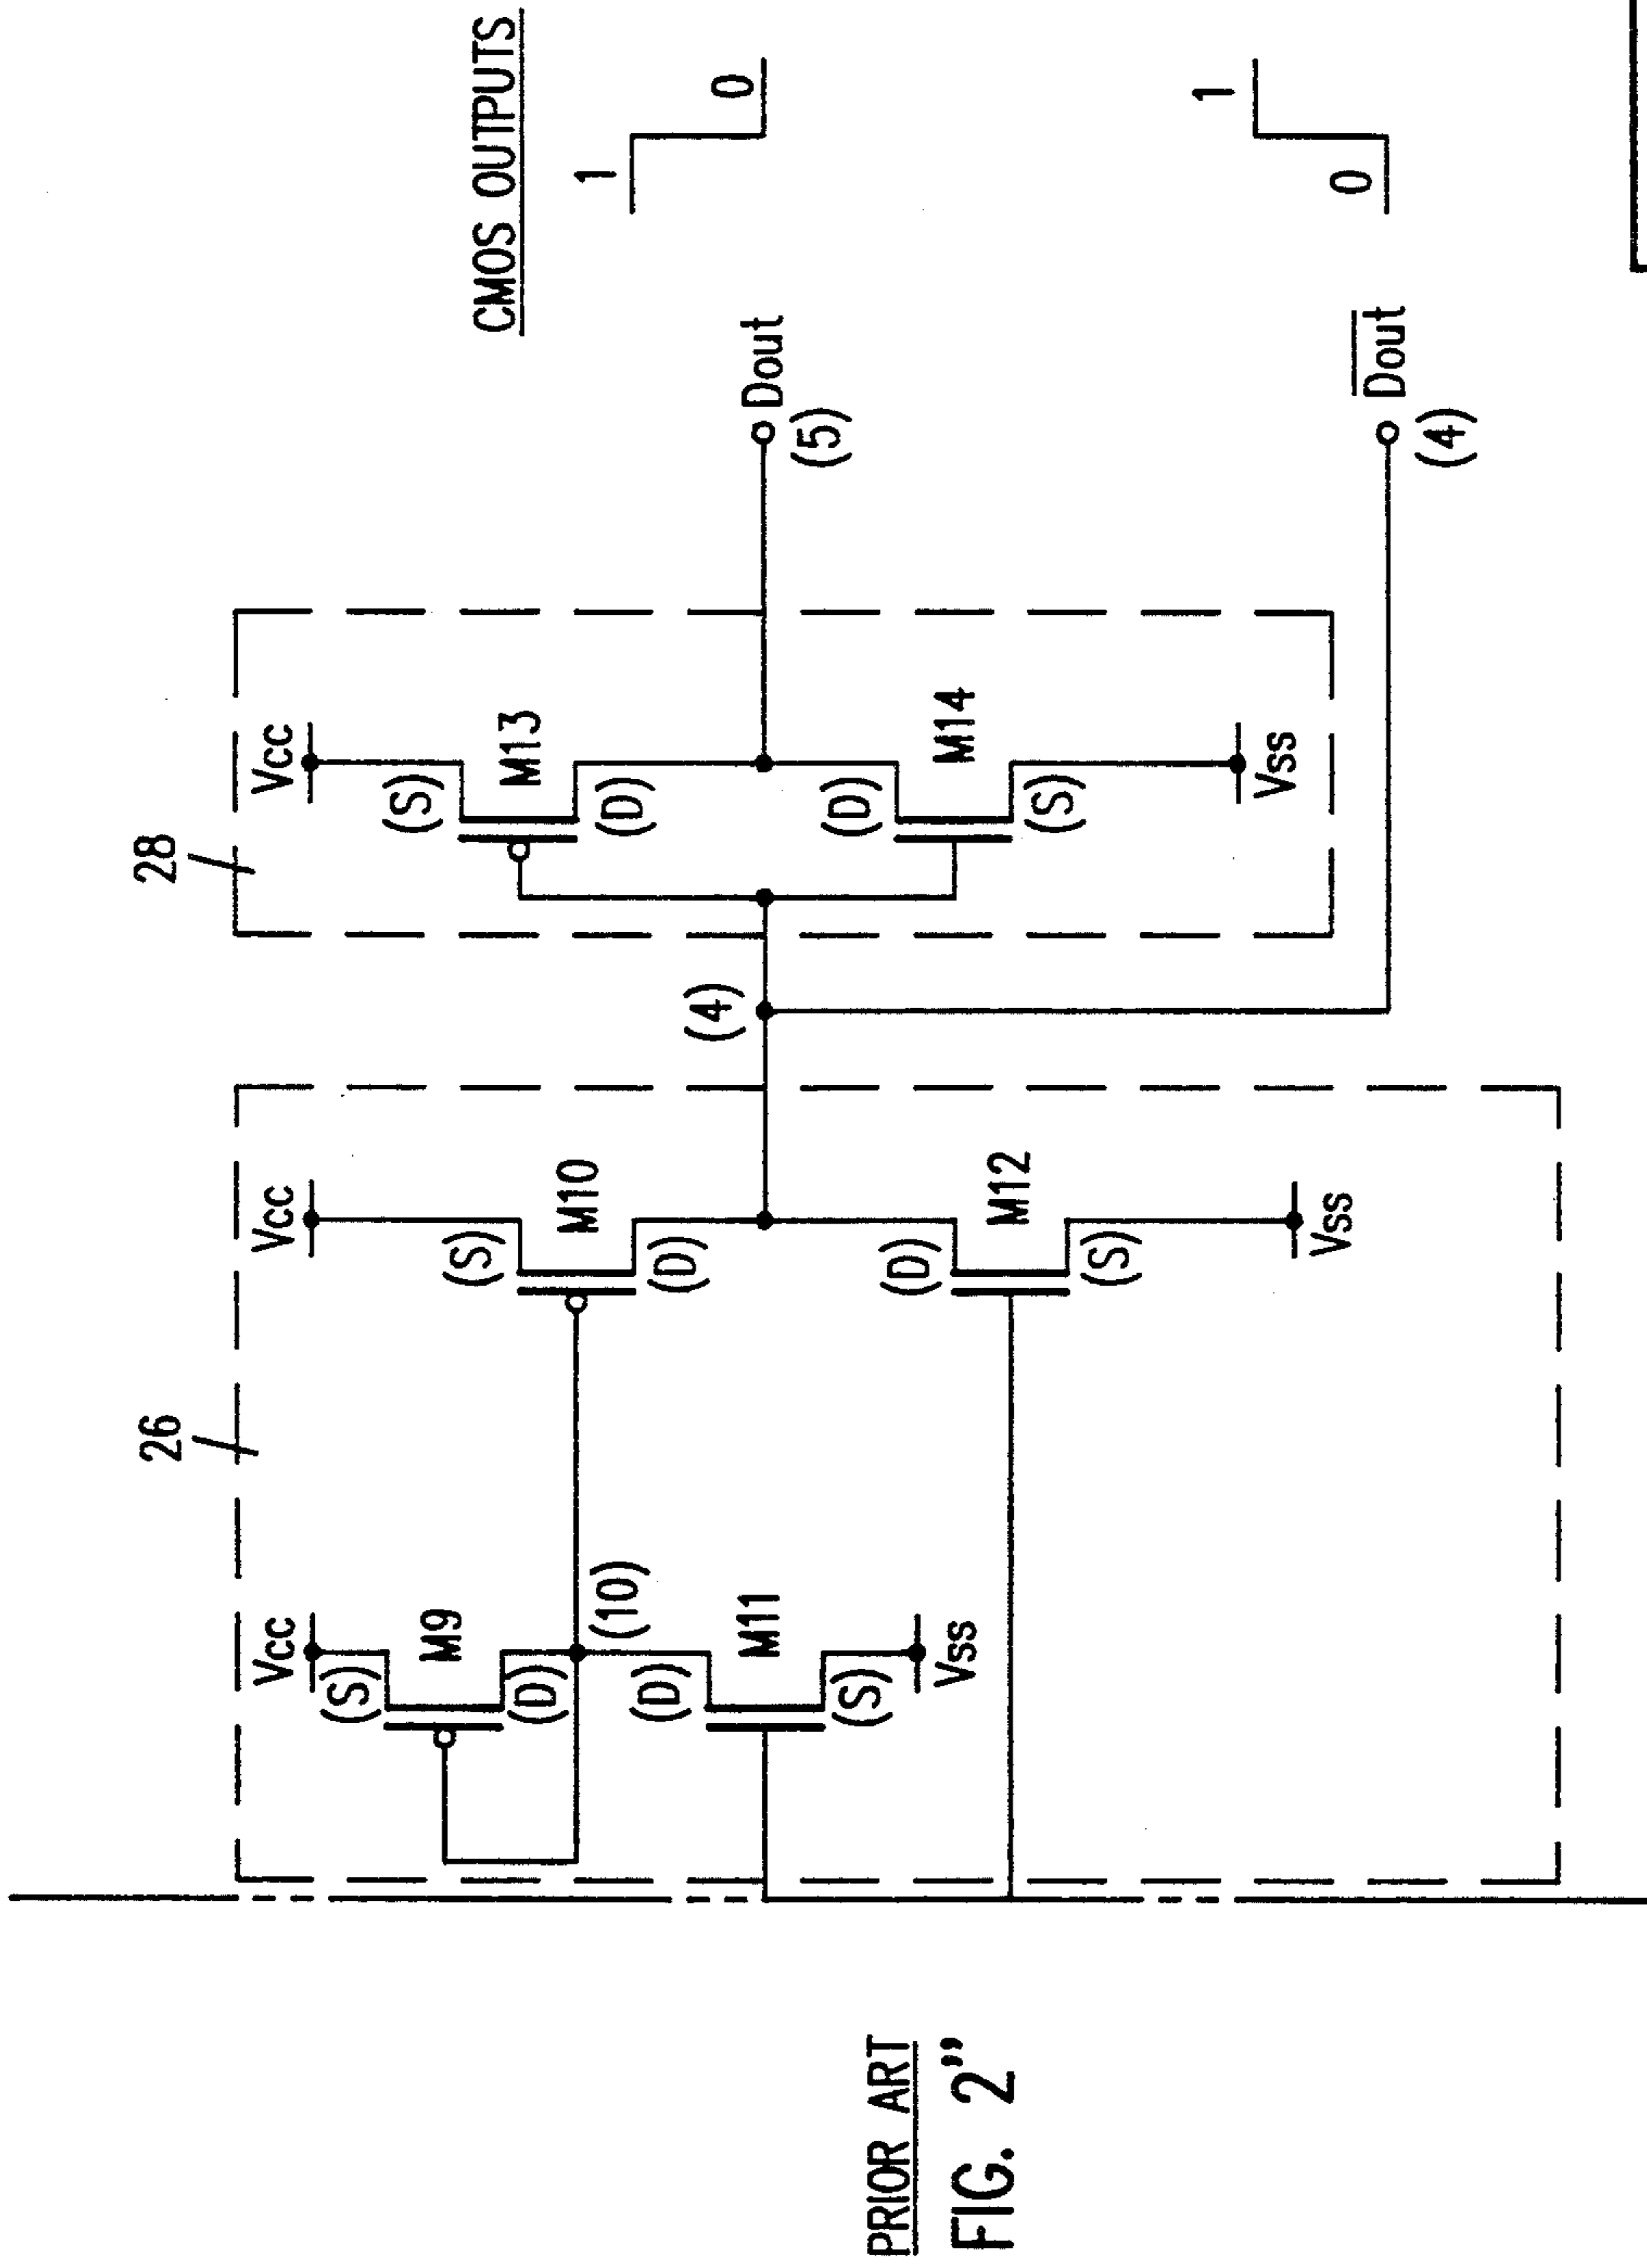 CMOS OUTPUTS
1
0
1
0
28
Vcc
(S)
M13
(D)
Dout
(5)
(D)
M14
(S)
Vss
Dout
(4)
(4)
26
Vcc
(S)
M10
(D)
(D)
M12
(S)
Vss
Vcc
(S)
M9
(D)
(10)
(D)
M11
(S)
Vss
PRIOR ART
FIG. 2”